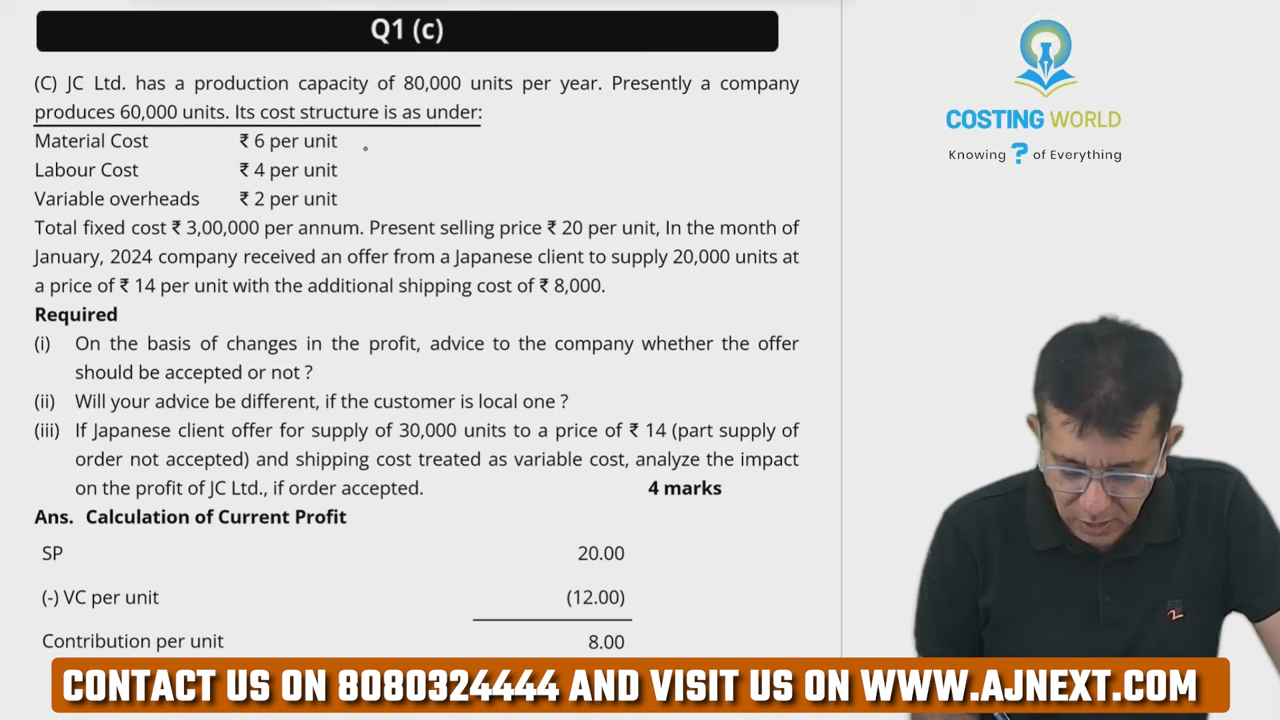 Q1 (c)
(C) JC Ltd. has a production capacity of 80,000 units per year. Presently a company
produces 60,000 units. Its cost structure is as under:
Material Cost ₹ 6 per unit
Labour Cost ₹ 4 per unit
Variable overheads ₹ 2 per unit
Total fixed cost ₹ 3,00,000 per annum. Present selling price ₹ 20 per unit, In the month of
January, 2024 company received an offer from a Japanese client to supply 20,000 units at
a price of ₹ 14 per unit with the additional shipping cost of ₹ 8,000.
Required
(i) On the basis of changes in the profit, advice to the company whether the offer
should be accepted or not ?
(ii) Will your advice be different, if the customer is local one ?
(iii) If Japanese client offer for supply of 30,000 units to a price of ₹ 14 (part supply of
order not accepted) and shipping cost treated as variable cost, analyze the impact
on the profit of JC Ltd., if order accepted. 4 marks
Ans. Calculation of Current Profit
SP 20.00
(-) VC per unit (12.00)
Contribution per unit 8.00
COSTING WORLD
Knowing ? of Everything
CONTACT US ON 8080324444 AND VISIT US ON WWW.AJNEXT.COM